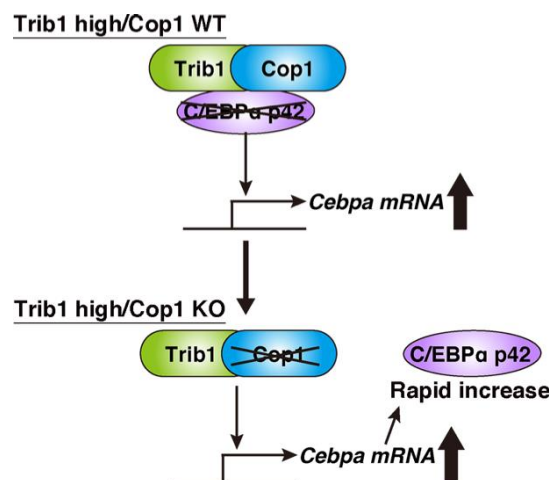 Trib1 high/Cop1 WT
Trib1 Cop1
C/EBPα p42
Cebpa mRNA
Trib1 high/Cop1 KO
Trib1 Cop1
C/EBPα p42
Rapid increase
Cebpa mRNA